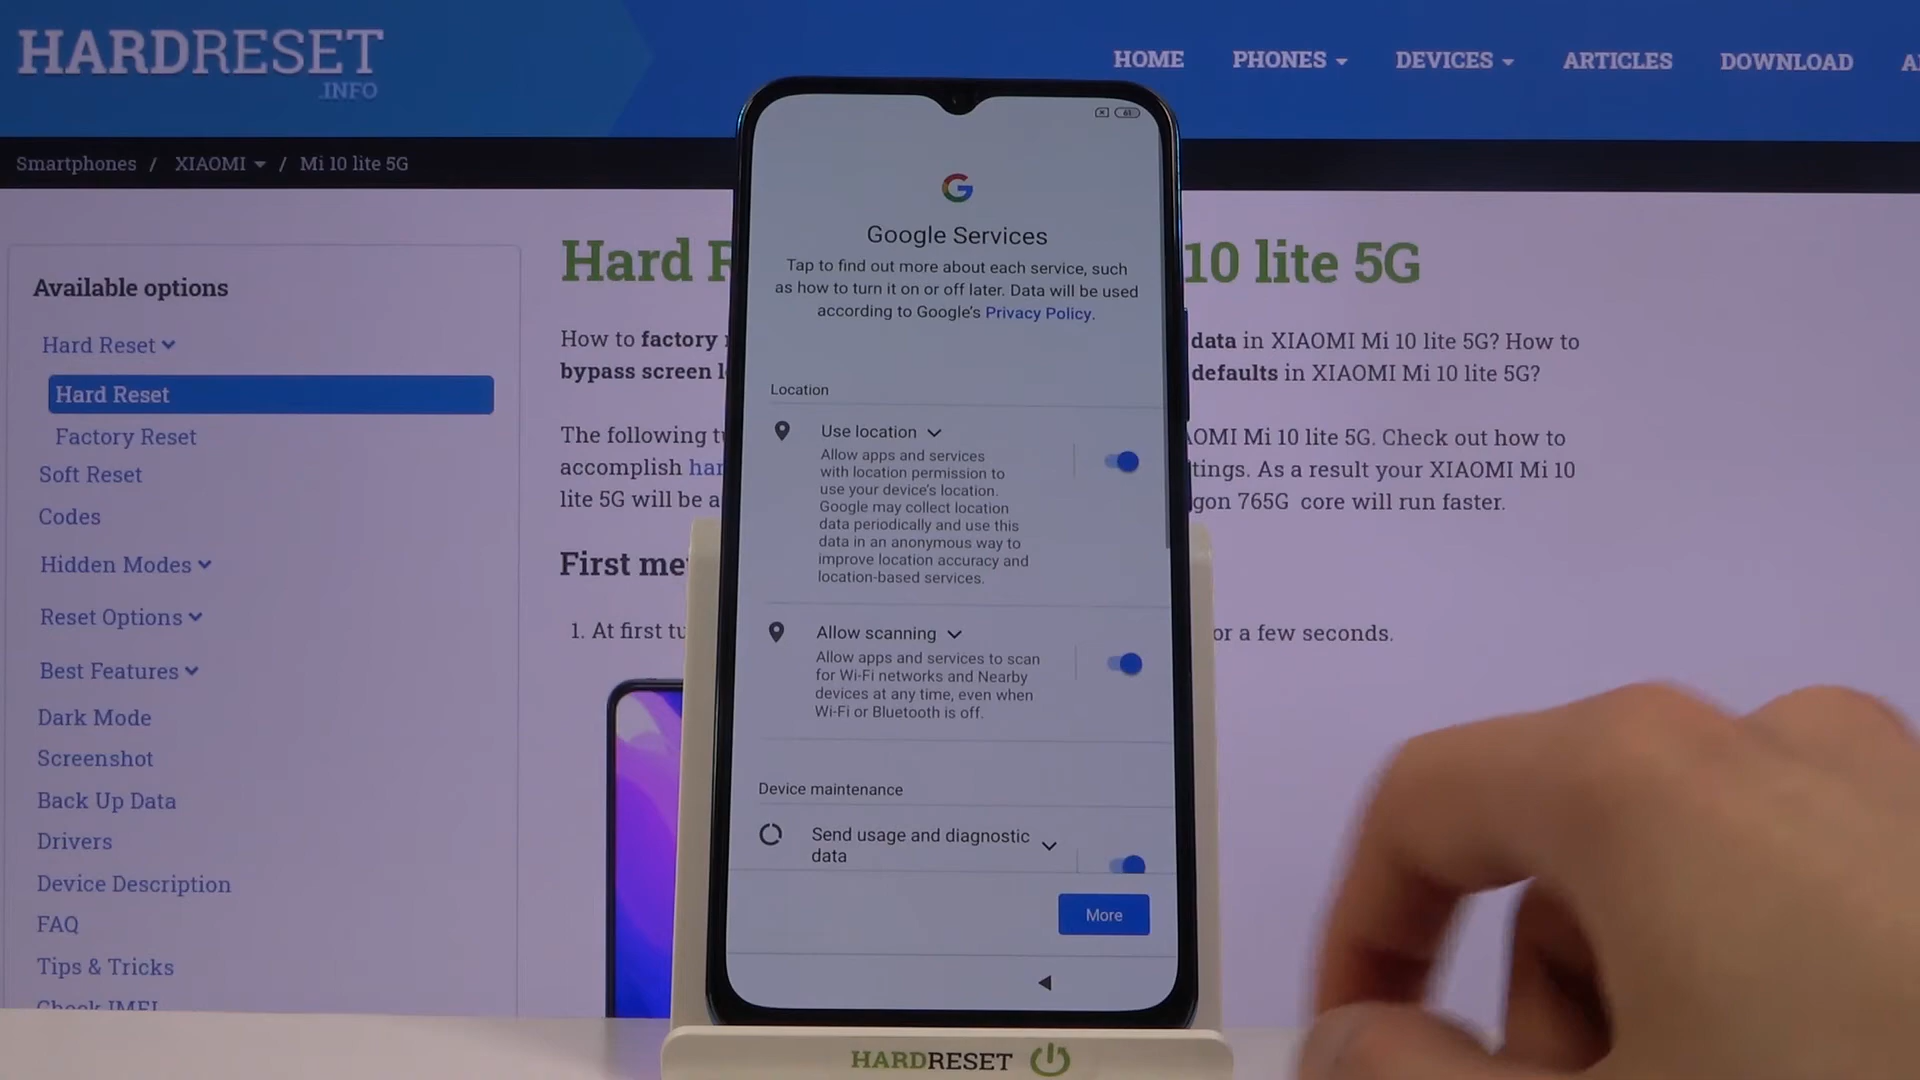 HARDRESET
.INFO
HOME PHONES DEVICES ARTICLES DOWNLOAD
Smartphones / XIAOMI / Mi 10 lite 5G
Available options
Hard Reset
Hard Reset
Factory Reset
Soft Reset
Codes
Hidden Modes
Reset Options
Best Features
Dark Mode
Screenshot
Back Up Data
Drivers
Device Description
FAQ
Tips & Tricks
Check IMEI
Hard 10 lite 5G
How to factory data in XIAOMI Mi 10 lite 5G? How to
bypass screen defaults in XIAOMI Mi 10 lite 5G?
The following Mi 10 lite 5G. Check out how to
accomplish As a result your XIAOMI Mi 10
lite 5G will be 765G core will run faster.
First
1. At first for a few seconds.
61
G
Google Services
Tap to find out more about each service, such
as how to turn it on or off later. Data will be used
according to Google's Privacy Policy.
Location
Use location
Allow apps and services
with location permission to
use your device's location.
Google may collect location
data periodically and use this
data in an anonymous way to
improve location accuracy and
location-based services.
Allow scanning
Allow apps and services to scan
for Wi-Fi networks and Nearby
devices at any time, even when
Wi-Fi or Bluetooth is off.
Device maintenance
Send usage and diagnostic
data
More
HARDRESET